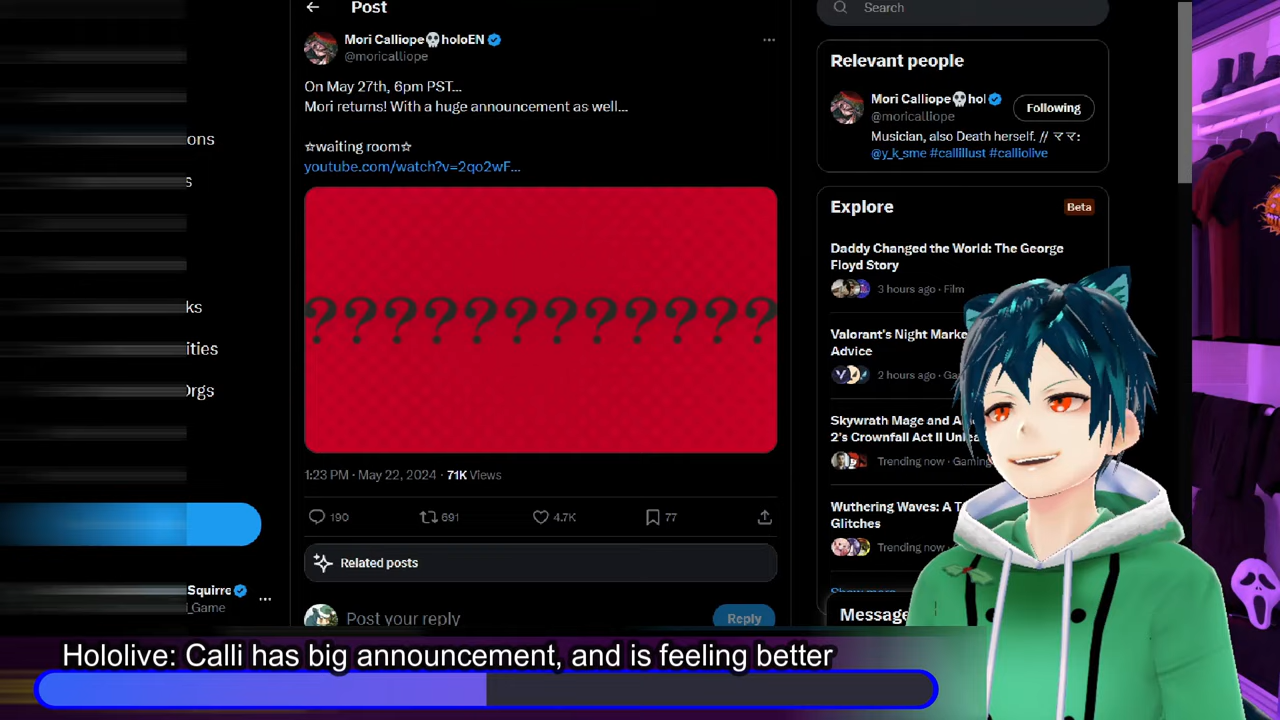 Post
Search
Mori Calliope💀holoEN
@moricalliope
On May 27th, 6pm PST...
Mori returns! With a huge announcement as well...
☆waiting room☆
youtube.com/watch?v=2qo2wF...
????????????
1:23 PM · May 22, 2024 · 71K Views
190
691
4.7K
77
Related posts
Post your reply
Reply
Relevant people
Mori Calliope💀hol
@moricalliope
Following
Musician, also Death herself. // ママ:
@y_k_sme #callillust #calliolive
Explore
Beta
Daddy Changed the World: The George
Floyd Story
3 hours ago · Film
Valorant's Night Marke
Advice
2 hours ago · Ga
Skywrath Mage and A
2's Crownfall Act II Unlea
Trending now · Gaming
Wuthering Waves: A T
Glitches
Trending now
Show more
Message
ons
s
ks
ities
Orgs
Squirre
i_Game
Hololive: Calli has big announcement, and is feeling better